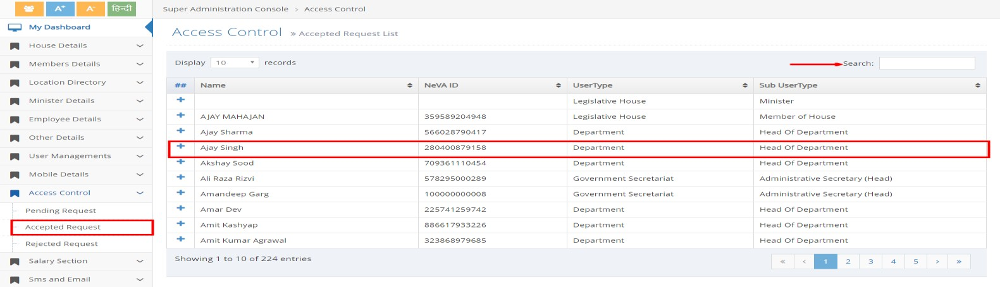 A+ A- हिन्दी
Super Administration Console > Access Control
My Dashboard
House Details
Members Details
Location Directory
Minister Details
Employee Details
Other Details
User Managements
Mobile Details
Access Control
Pending Request
Accepted Request
Rejected Request
Salary Section
Sms and Email
Access Control » Accepted Request List
Display 10 records
Search:
## Name NeVA ID UserType Sub UserType
+ Legislative House Minister
+ AJAY MAHAJAN 359589204948 Legislative House Member of House
+ Ajay Sharma 566028790417 Department Head Of Department
+ Ajay Singh 280400879158 Department Head Of Department
+ Akshay Sood 709361110454 Department Head Of Department
+ Ali Raza Rizvi 578295000289 Government Secretariat Administrative Secretary (Head)
+ Amandeep Garg 100000000008 Government Secretariat Administrative Secretary (Head)
+ Amar Dev 225741259742 Department Head Of Department
+ Amit Kashyap 886617933226 Department Head Of Department
+ Amit Kumar Agrawal 323868979685 Department Head Of Department
Showing 1 to 10 of 224 entries
« ‹ 1 2 3 4 5 › »